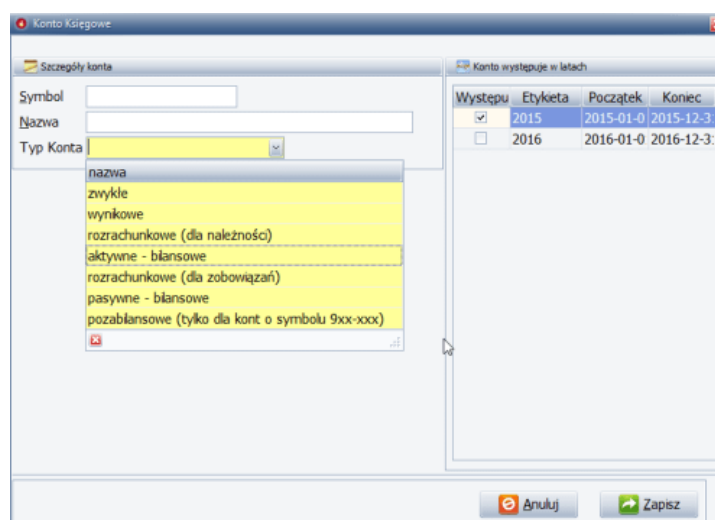 Konto Księgowe
Szczegóły konta
Symbol
Nazwa
Typ Konta
nazwa
zwykłe
wynikowe
rozrachunkowe (dla należności)
aktywne - bilansowe
rozrachunkowe (dla zobowiązań)
pasywne - bilansowe
pozabilansowe (tylko dla kont o symbolu 9xx-xxx)
Konto występuje w latach
Występu Etykieta Początek Koniec
2015 2015-01-0 2015-12-3
2016 2016-01-0 2016-12-3
Anuluj Zapisz